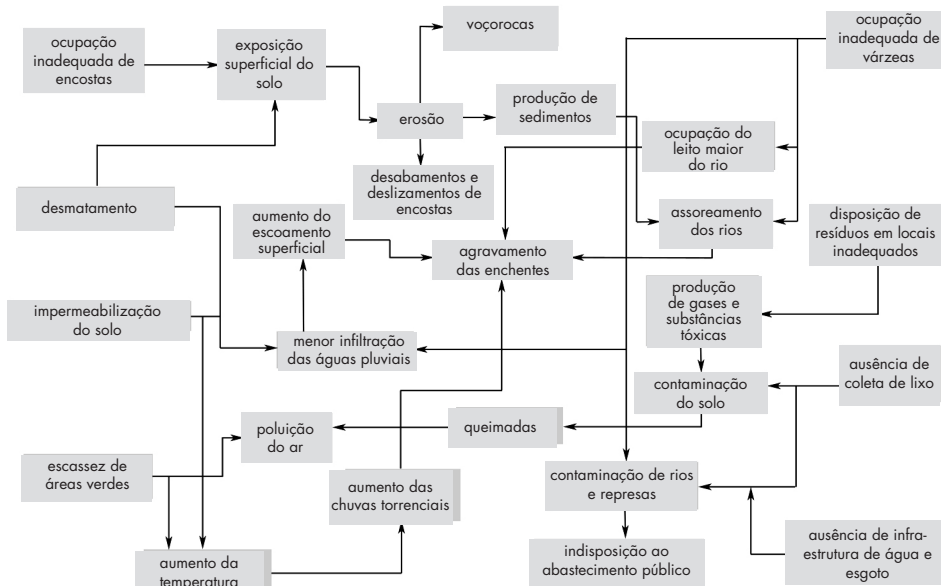 voçorocas
ocupação
inadequada de
encostas
exposição
superficial do
solo
ocupação
inadequada de
várzeas
erosão
produção de
sedimentos
ocupação do
leito maior
do rio
desabamentos e
deslizamentos de
encostas
desmatamento
aumento do
escoamento
superficial
assoreamento
dos rios
disposição de
resíduos em locais
inadequados
agravamento
das enchentes
impermeabilização
do solo
produção
de gases e
substâncias
tóxicas
menor infiltração
das águas pluviais
ausência de
coleta de lixo
contaminação
do solo
poluição
do ar
queimadas
escassez de
áreas verdes
aumento das
chuvas torrenciais
contaminação de rios
e represas
aumento da
temperatura
indisposição ao
abastecimento público
ausência de infra-
estrutura de água e
esgoto